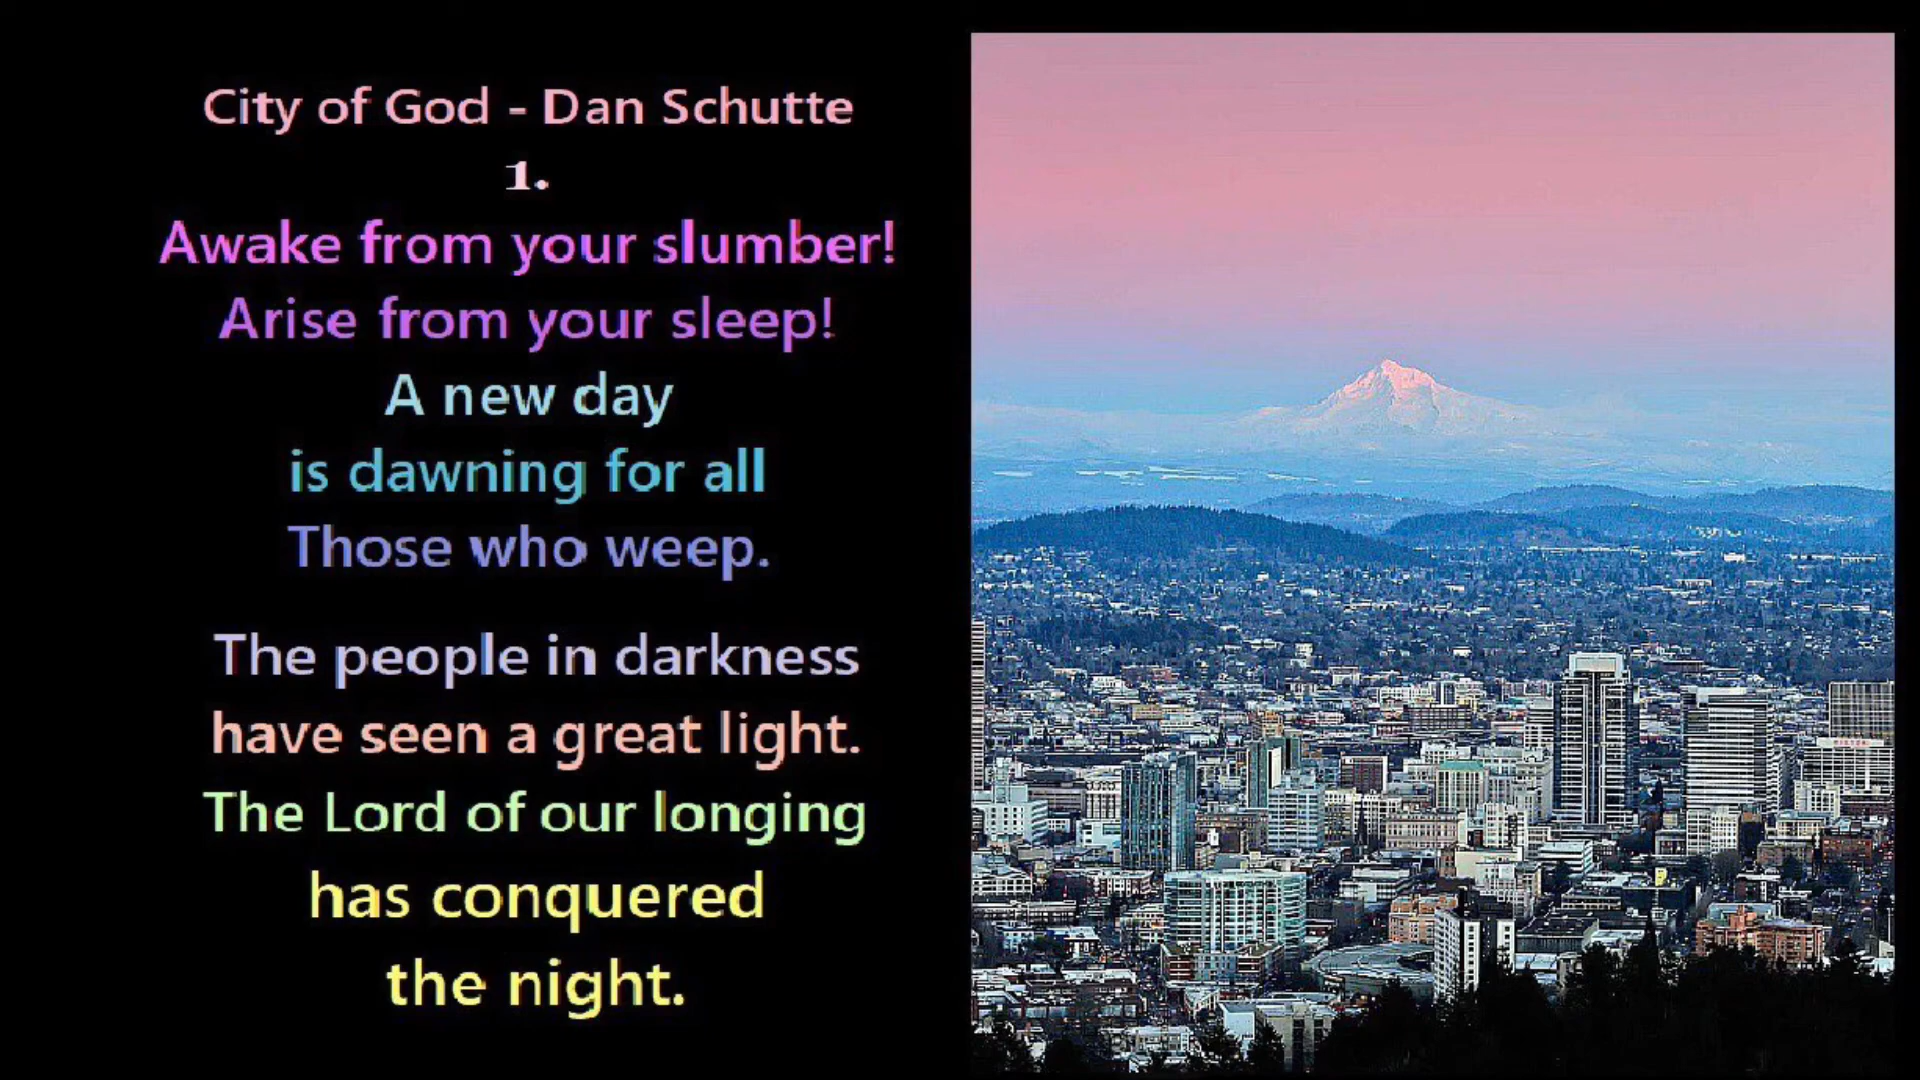 City of God - Dan Schutte
1.
Awake from your slumber!
Arise from your sleep!
A new day
is dawning for all
Those who weep.
The people in darkness
have seen a great light.
The Lord of our longing
has conquered
the night.